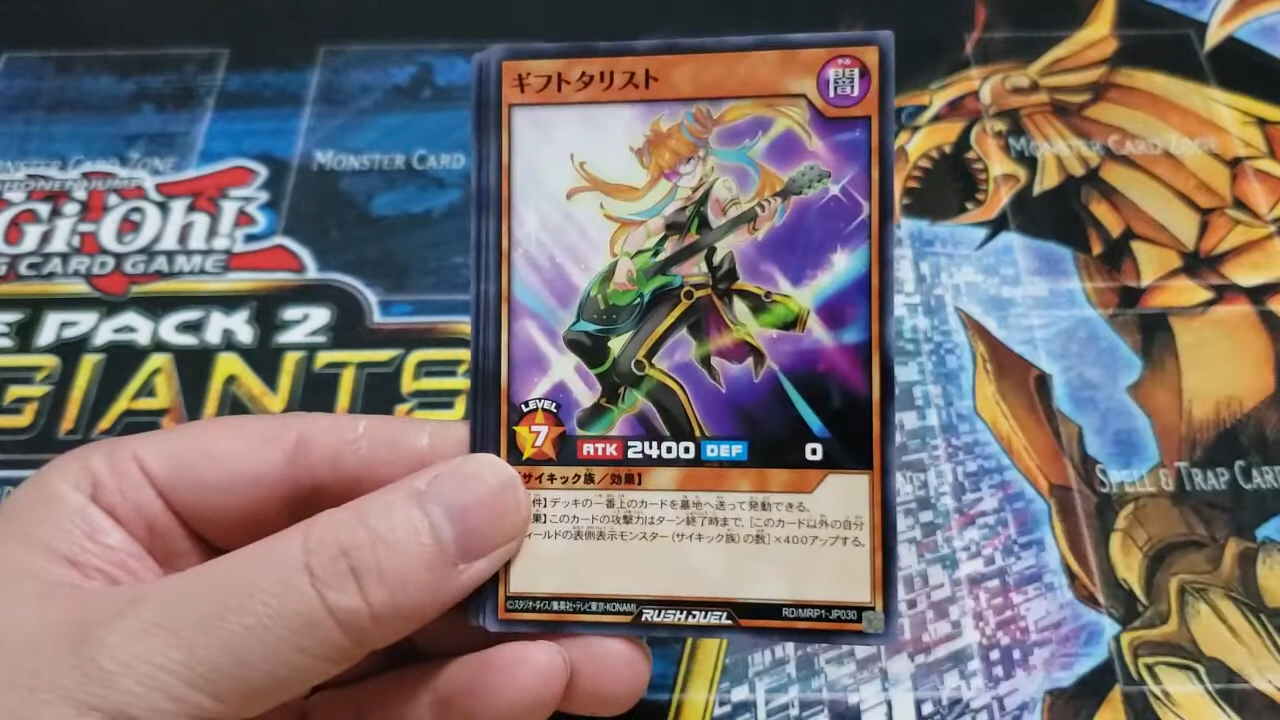 ギフトタリスト
やみ
闇
LEVEL
7
ATK 2400 DEF 0
サイキック族/効果】
件]デッキの一番上のカードを墓地へ送って発動できる。
果]このカードの攻撃力はターン終了時まで、[このカード以外の自分
ィールドの表側表示モンスター(サイキック族)の数]×400アップする。
©スタジオ・ダイス/集英社・テレビ東京・KONAMI
RUSH DUEL
RD/MRP1-JP030
MONSTER CARD ZONE
MONSTER CARD
SHONEN JUMP
Gi-Oh!
G CARD GAME
E PACK 2
GIANTS
MONSTER CARD ZONE
SPELL & TRAP CAR